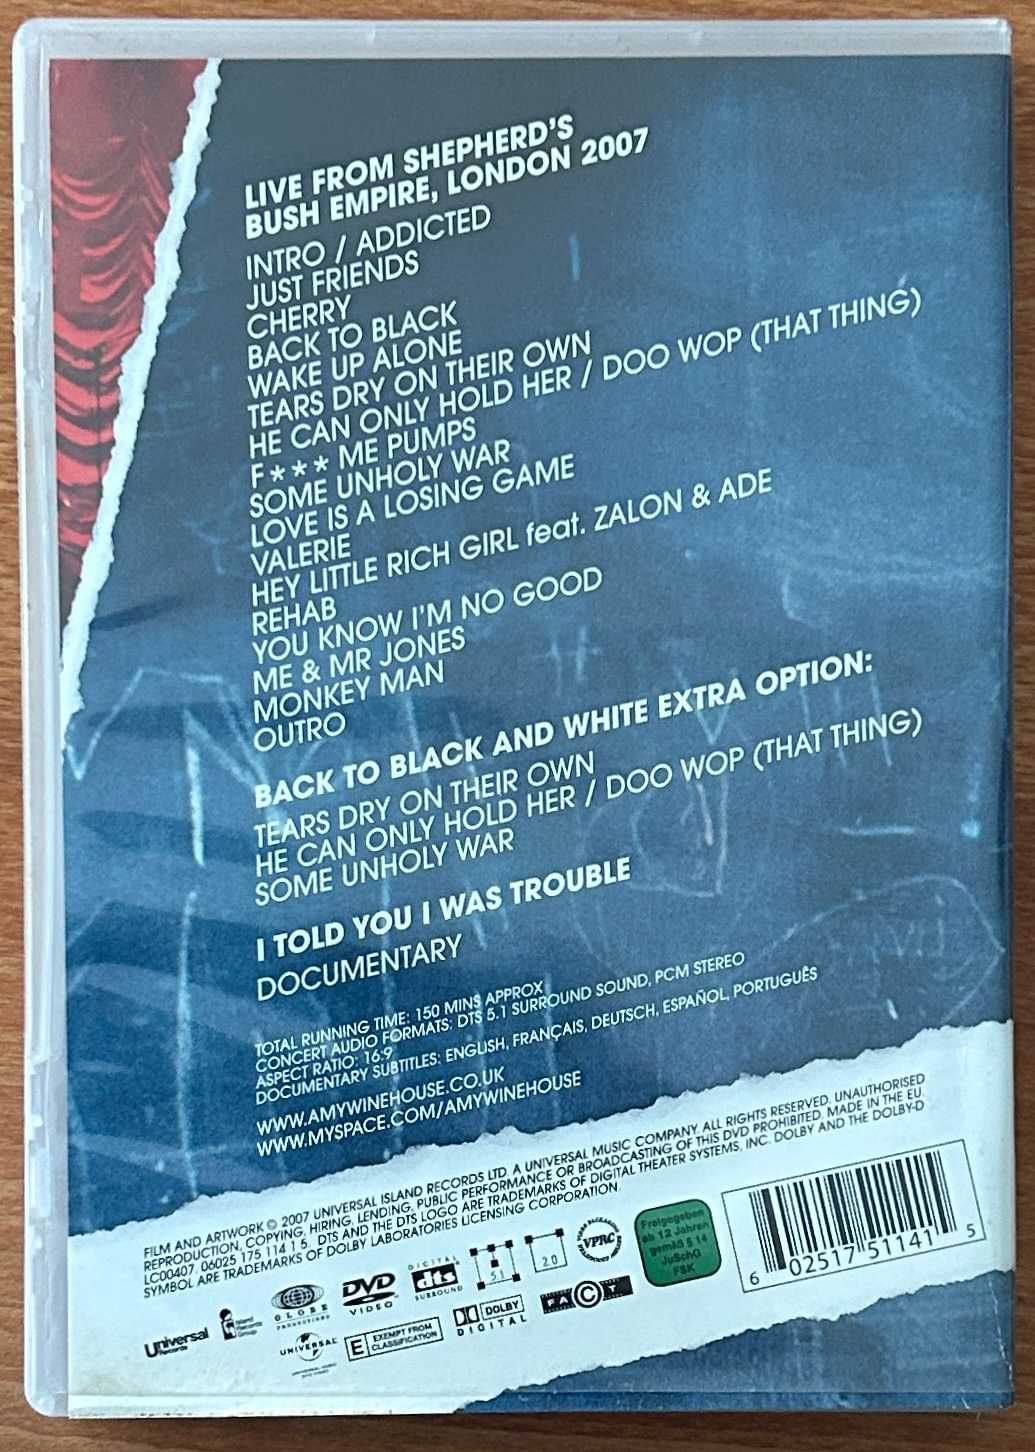 LIVE FROM SHEPHERD'S
BUSH EMPIRE, LONDON 2007
INTRO / ADDICTED
JUST FRIENDS
CHERRY
BACK TO BLACK
WAKE UP ALONE
TEARS DRY ON THEIR OWN
HE CAN ONLY HOLD HER / DOO WOP (THAT THING)
F*** ME PUMPS
SOME UNHOLY WAR
LOVE IS A LOSING GAME
VALERIE
HEY LITTLE RICH GIRL feat. ZALON & ADE
REHAB
YOU KNOW I'M NO GOOD
ME & MR JONES
MONKEY MAN
OUTRO
BACK TO BLACK AND WHITE EXTRA OPTION:
TEARS DRY ON THEIR OWN
HE CAN ONLY HOLD HER / DOO WOP (THAT THING)
SOME UNHOLY WAR
I TOLD YOU I WAS TROUBLE
DOCUMENTARY
TOTAL RUNNING TIME: 150 MINS APPROX
CONCERT AUDIO FORMATS: DTS 5.1 SURROUND SOUND, PCM STEREO
ASPECT RATIO: 16:9
DOCUMENTARY SUBTITLES: ENGLISH, FRANÇAIS, DEUTSCH, ESPAÑOL, PORTUGUÊS
WWW.AMYWINEHOUSE.CO.UK
WWW.MYSPACE.COM/AMYWINEHOUSE
FILM AND ARTWORK © 2007 UNIVERSAL ISLAND RECORDS LTD. A UNIVERSAL MUSIC COMPANY. ALL RIGHTS RESERVED. UNAUTHORISED
REPRODUCTION, COPYING, HIRING, LENDING, PUBLIC PERFORMANCE OR BROADCASTING OF THIS DVD PROHIBITED. MADE IN THE EU.
LC00407. 06025 175 114 1 5. DTS AND THE DTS LOGO ARE TRADEMARKS OF DIGITAL THEATER SYSTEMS, INC. DOLBY AND THE DOLBY-D
SYMBOL ARE TRADEMARKS OF DOLBY LABORATORIES LICENSING CORPORATION.
Universal
Records
Island
Records
Group
GLOBE
PRODUCTIONS
UNIVERSAL
DVD
VIDEO
E EXEMPT FROM
CLASSIFICATION
DIGITAL
dts
SURROUND
5.1
2.0
DOLBY
DIGITAL
VPRC
FACT
Freigegeben
ab 12 Jahren
gemäß § 14
JuSchG
FSK
6 02517 51141 5